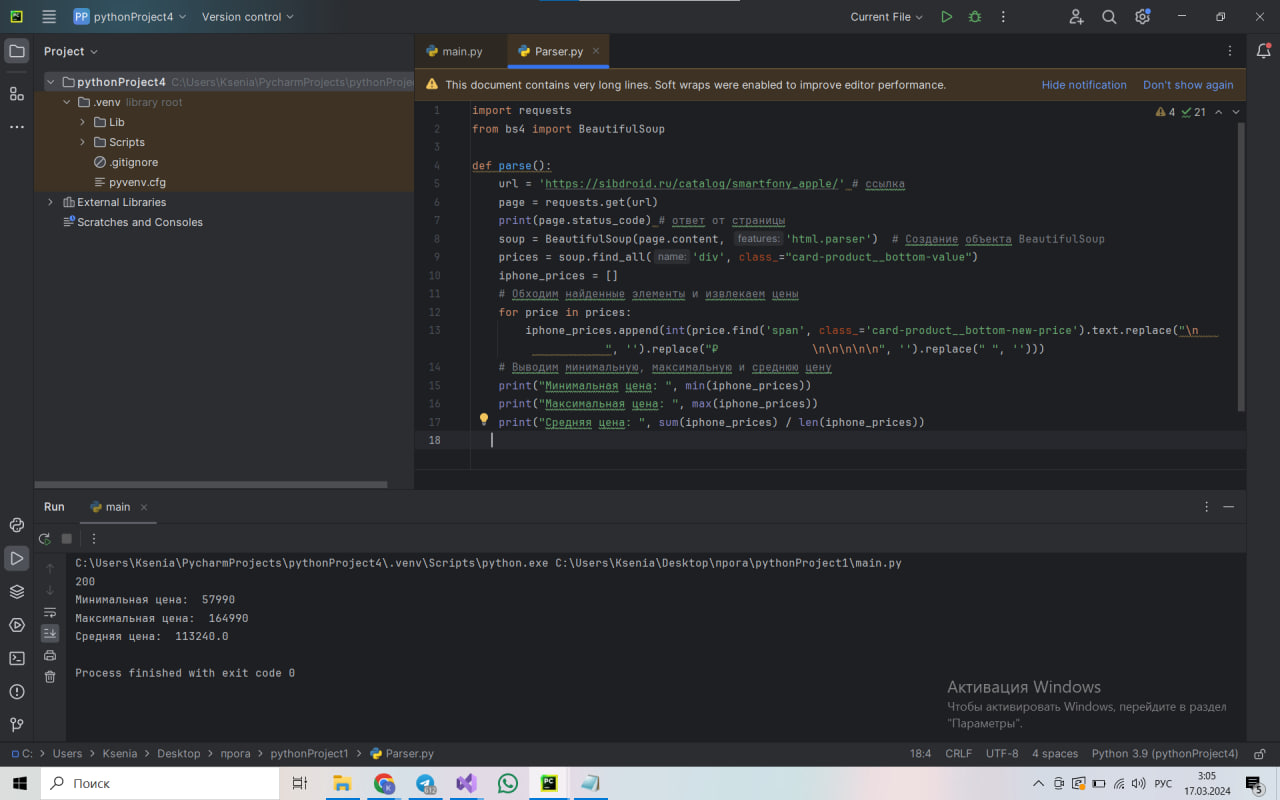 PP pythonProject4 Version control Current File
Project
main.py Parser.py
pythonProject4 C:\Users\Ksenia\PycharmProjects\pythonProje
This document contains very long lines. Soft wraps were enabled to improve editor performance. Hide notification Don't show again
.venv library root
Lib
Scripts
.gitignore
pyvenv.cfg
External Libraries
Scratches and Consoles
4 21
1 import requests
2 from bs4 import BeautifulSoup
3
4 def parse():
5 url = 'https://sibdroid.ru/catalog/smartfony_apple/' # ссылка
6 page = requests.get(url)
7 print(page.status_code) # ответ от страницы
8 soup = BeautifulSoup(page.content, features: 'html.parser') # Создание объекта BeautifulSoup
9 prices = soup.find_all( name: 'div', class_="card-product__bottom-value")
10 iphone_prices = []
11 # Обходим найденные элементы и извлекаем цены
12 for price in prices:
13 iphone_prices.append(int(price.find('span', class_='card-product__bottom-new-price').text.replace("\n
", '').replace("₽ \n\n\n\n\n", '').replace(" ", '')))
14 # Выводим минимальную, максимальную и среднюю цену
15 print("Минимальная цена: ", min(iphone_prices))
16 print("Максимальная цена: ", max(iphone_prices))
17 print("Средняя цена: ", sum(iphone_prices) / len(iphone_prices))
18
Run main
C:\Users\Ksenia\PycharmProjects\pythonProject4\.venv\Scripts\python.exe C:\Users\Ksenia\Desktop\прога\pythonProject1\main.py
200
Минимальная цена:  57990
Максимальная цена:  164990
Средняя цена:  113240.0
Process finished with exit code 0
Активация Windows
Чтобы активировать Windows, перейдите в раздел
"Параметры".
C: > Users > Ksenia > Desktop > прога > pythonProject1 > Parser.py 18:4 CRLF UTF-8 4 spaces Python 3.9 (pythonProject4)
Поиск 612 PC РУС 3:05
17.03.2024 5